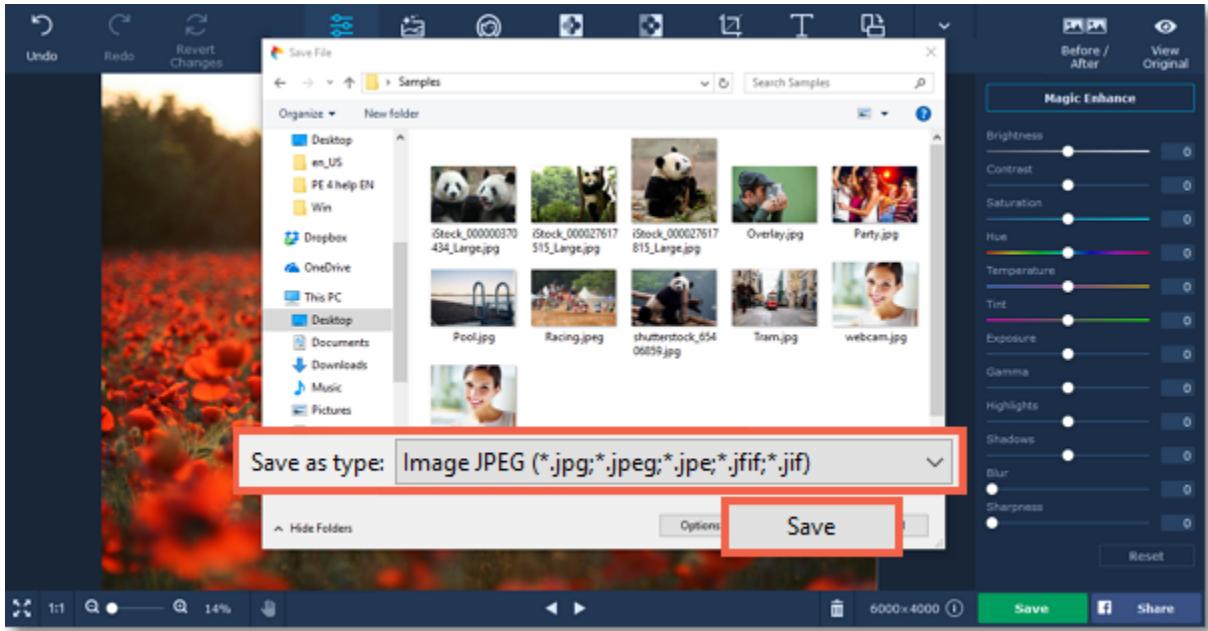 Undo
Redo
Revert Changes
Before / After
View Original
Save File
Samples
Search Samples
Organize
New folder
Desktop
en_US
PE 4 help EN
Win
Dropbox
OneDrive
This PC
Desktop
Documents
Downloads
Music
Pictures
iStock_000000370
434_Large.jpg
iStock_000027617
515_Large.jpg
iStock_000027617
815_Large.jpg
Overlay.jpg
Party.jpg
Pool.jpg
Racing.jpeg
shutterstock_654
06859.jpg
Tram.jpg
webcam.jpg
Save as type: Image JPEG (*.jpg;*.jpeg;*.jpe;*.jfif;*.jif)
Hide Folders
Options
Save
Magic Enhance
Brightness
0
Contrast
0
Saturation
0
Hue
0
Temperature
0
Tint
0
Exposure
0
Gamma
0
Highlights
0
Shadows
0
Blur
0
Sharpness
0
Reset
1:1
14%
6000×4000
Save
Share